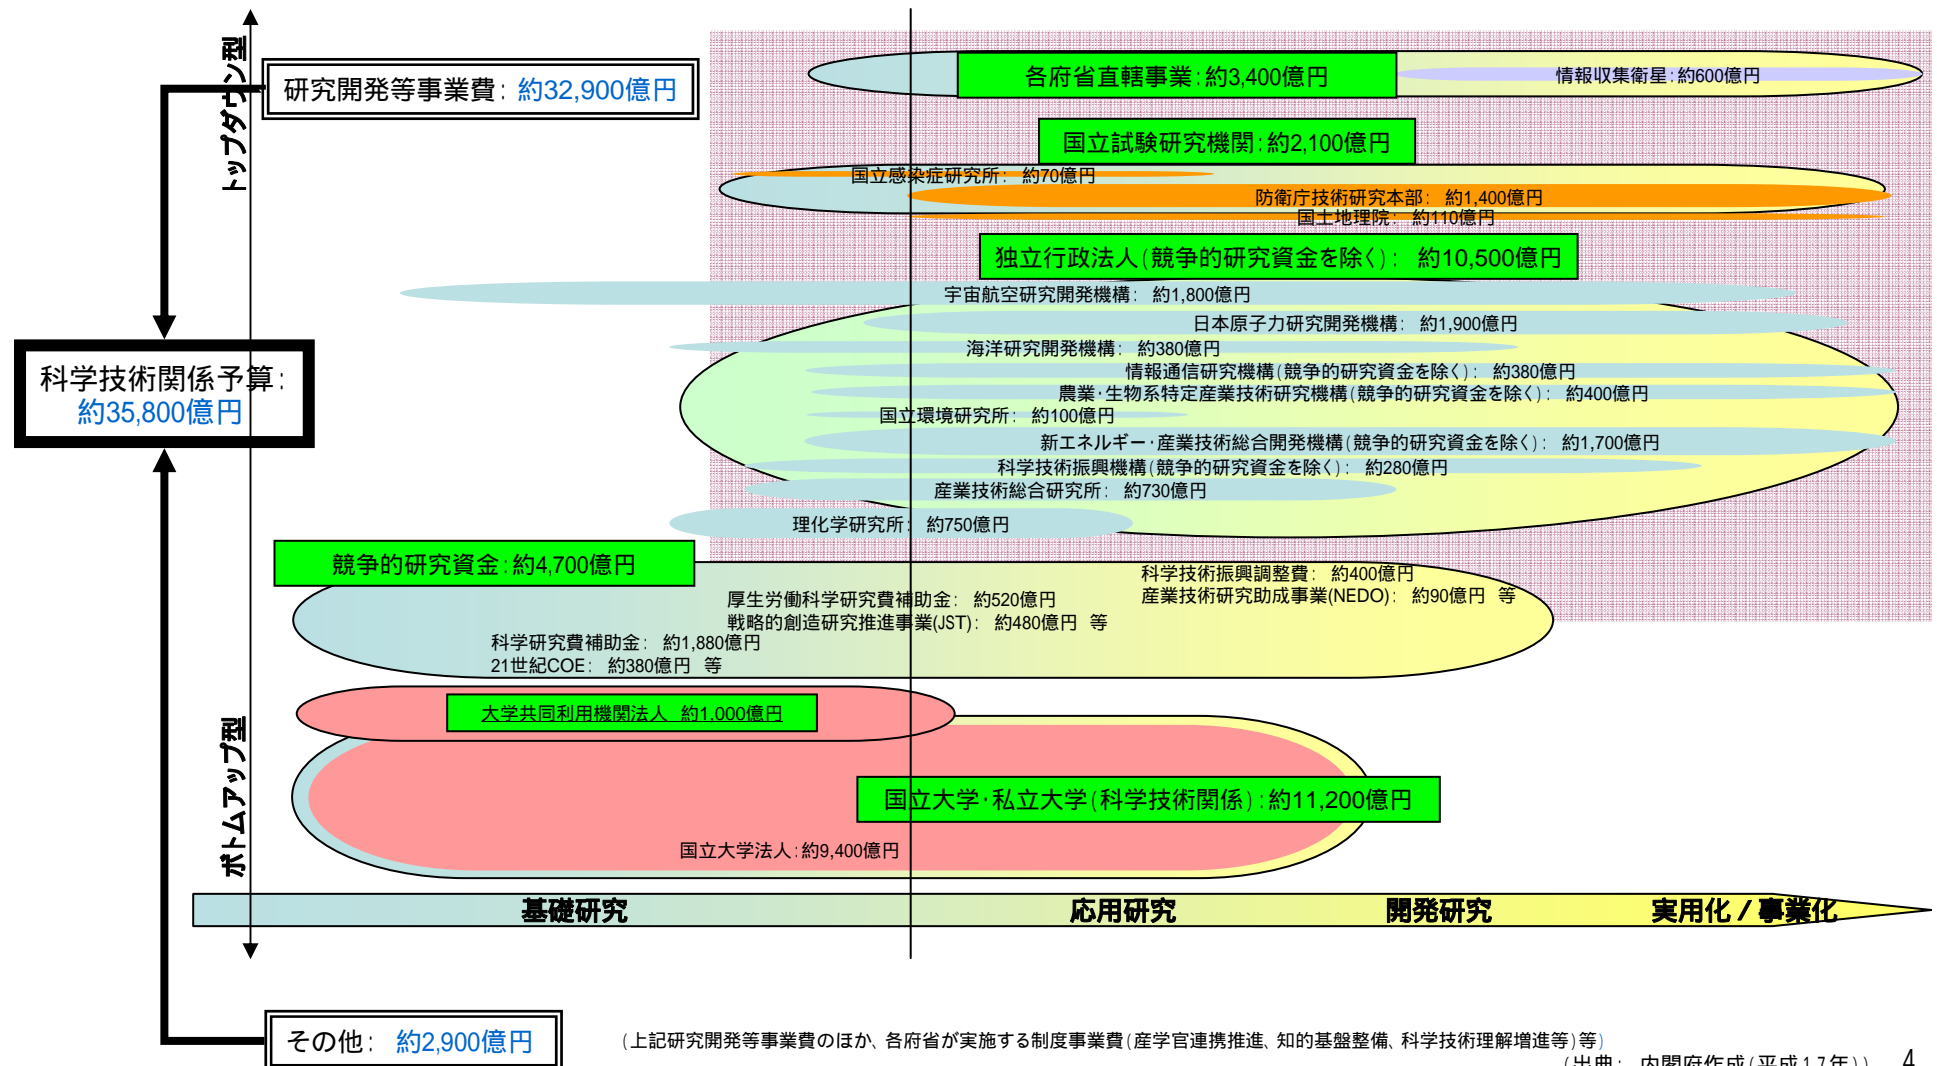 トップダウン型
研究開発等事業費: 約32,900億円
各府省直轄事業:約3,400億円
情報収集衛星:約600億円
国立試験研究機関:約2,100億円
国立感染症研究所: 約70億円
防衛庁技術研究本部: 約1,400億円
国土地理院: 約110億円
独立行政法人(競争的研究資金を除く): 約10,500億円
宇宙航空研究開発機構: 約1,800億円
日本原子力研究開発機構: 約1,900億円
海洋研究開発機構: 約380億円
情報通信研究機構(競争的研究資金を除く): 約380億円
農業・生物系特定産業技術研究機構(競争的研究資金を除く): 約400億円
国立環境研究所: 約100億円
新エネルギー・産業技術総合開発機構(競争的研究資金を除く): 約1,700億円
科学技術振興機構(競争的研究資金を除く): 約280億円
産業技術総合研究所: 約730億円
理化学研究所: 約750億円
科学技術関係予算:
約35,800億円
競争的研究資金:約4,700億円
科学技術振興調整費: 約400億円
産業技術研究助成事業(NEDO): 約90億円 等
厚生労働科学研究費補助金: 約520億円
戦略的創造研究推進事業(JST): 約480億円 等
科学研究費補助金: 約1,880億円
21世紀COE: 約380億円 等
大学共同利用機関法人 約1,000億円
国立大学・私立大学(科学技術関係):約11,200億円
国立大学法人:約9,400億円
ボトムアップ型
基礎研究 応用研究 開発研究 実用化/事業化
その他: 約2,900億円
(上記研究開発等事業費のほか、各府省が実施する制度事業費(産学官連携推進、知的基盤整備、科学技術理解増進等)等)
(出典: 内閣府作成(平成17年))
4